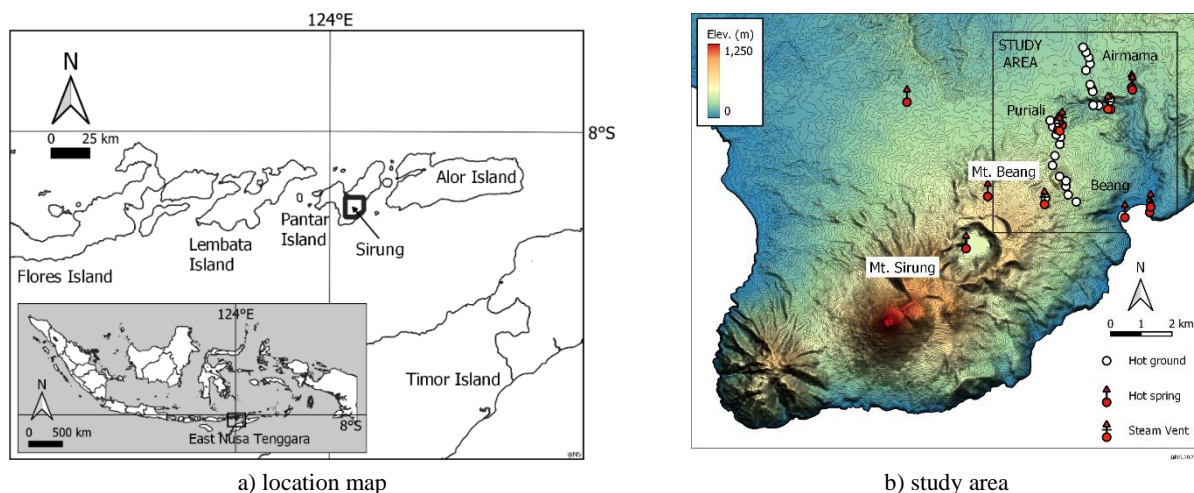 124°E
N
0 25 km
8°S
Alor Island
Pantar
Island
Lembata
Island
Sirung
Flores Island
Timor Island
124°E
N
0 500 km
8°S
East Nusa Tenggara
@NS
a) location map
Elev. (m)
1,250
0
STUDY
AREA
Airmama
Puriali
Mt. Beang
Beang
Mt. Sirung
N
0 1 2 km
Hot ground
Hot spring
Steam Vent
b) study area